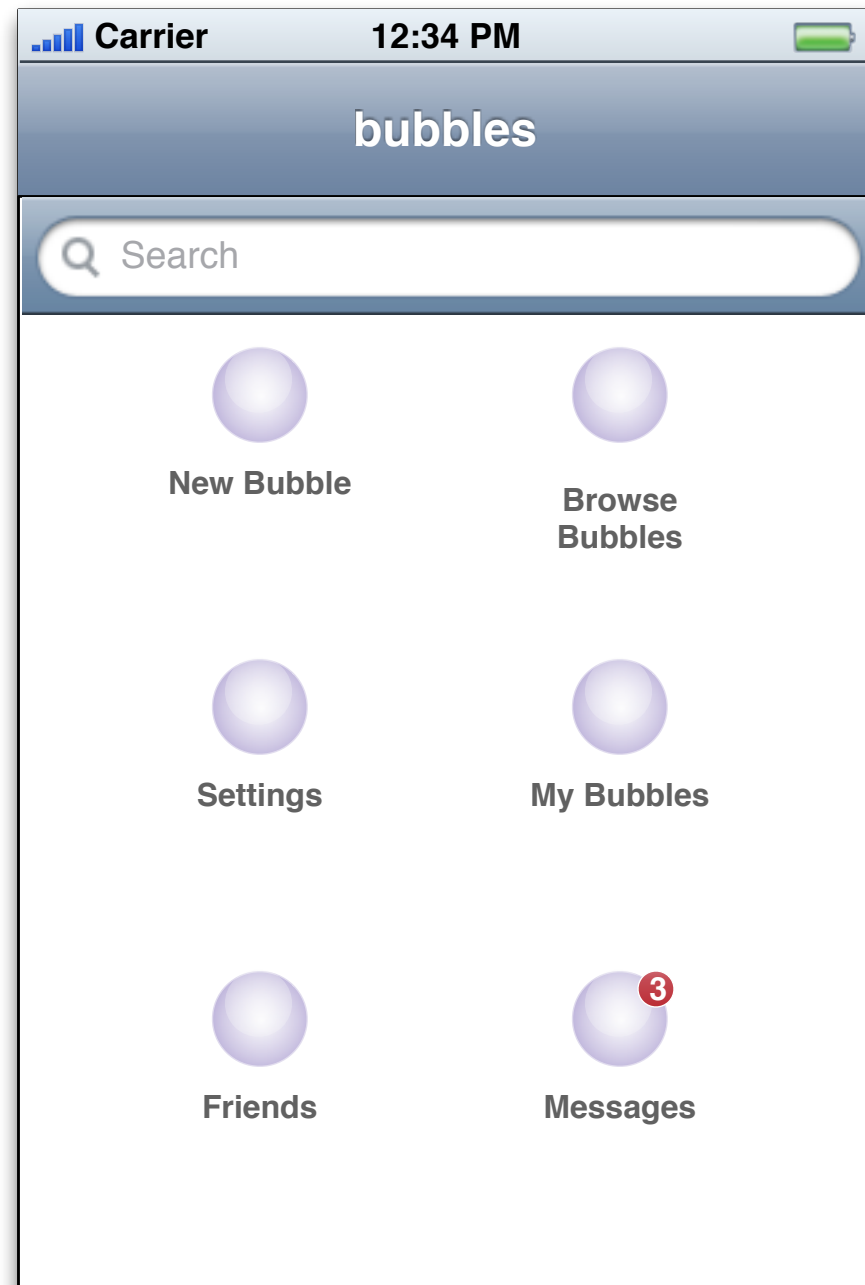 Carrier 12:34 PM
bubbles
Search
New Bubble
Browse
Bubbles
Settings
My Bubbles
3
Friends
Messages